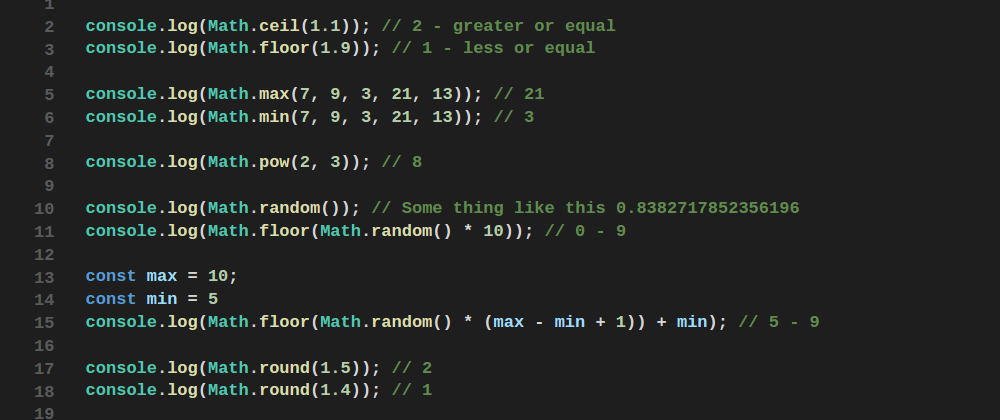 1
2 console.log(Math.ceil(1.1)); // 2 - greater or equal
3 console.log(Math.floor(1.9)); // 1 - less or equal
4
5 console.log(Math.max(7, 9, 3, 21, 13)); // 21
6 console.log(Math.min(7, 9, 3, 21, 13)); // 3
7
8 console.log(Math.pow(2, 3)); // 8
9
10 console.log(Math.random()); // Some thing like this 0.8382717852356196
11 console.log(Math.floor(Math.random() * 10)); // 0 - 9
12
13 const max = 10;
14 const min = 5
15 console.log(Math.floor(Math.random() * (max - min + 1)) + min); // 5 - 9
16
17 console.log(Math.round(1.5)); // 2
18 console.log(Math.round(1.4)); // 1
19